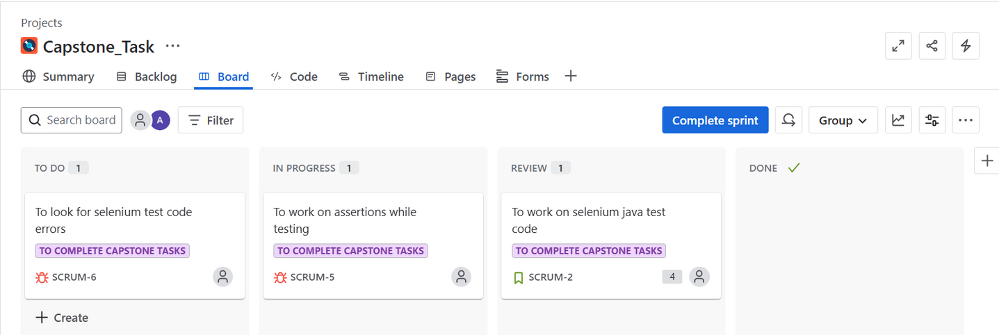 Projects
Capstone_Task
Summary Backlog Board Code Timeline Pages Forms
Search board A Filter Complete sprint Group
TO DO 1
To look for selenium test code
errors
TO COMPLETE CAPSTONE TASKS
SCRUM-6
Create
IN PROGRESS 1
To work on assertions while
testing
TO COMPLETE CAPSTONE TASKS
SCRUM-5
REVIEW 1
To work on selenium java test
code
TO COMPLETE CAPSTONE TASKS
SCRUM-2 4
DONE